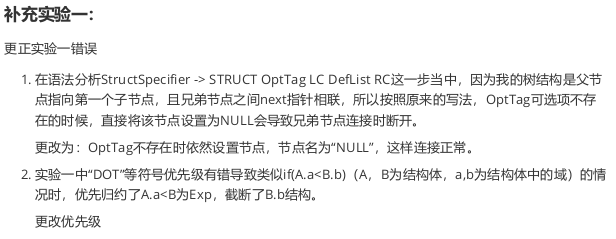 补充实验一：
更正实验一错误
1. 在语法分析StructSpecifier -> STRUCT OptTag LC DefList RC这一步当中，因为我的树结构是父节
点指向第一个子节点，且兄弟节点之间next指针相联，所以按照原来的写法，OptTag可选项不存
在的时候，直接将该节点设置为NULL会导致兄弟节点连接时断开。
更改为：OptTag不存在时依然设置节点，节点名为“NULL”，这样连接正常。
2. 实验一中“DOT”等符号优先级有错导致类似if(A.a<B.b)（A，B为结构体，a,b为结构体中的域）的情
况时，优先归约了A.a<B为Exp，截断了B.b结构。
更改优先级